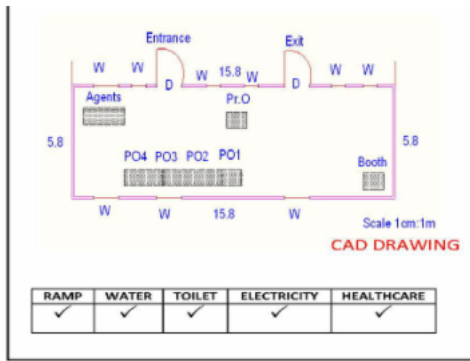 Entrance Exit
W W W 15.8 W W W
D D
Agents Pr.O
5.8 5.8
PO4 PO3 PO2 PO1
Booth
W W 15.8 W
Scale 1cm:1m
CAD DRAWING
RAMP WATER TOILET ELECTRICITY HEALTHCARE
✓ ✓ ✓ ✓ ✓